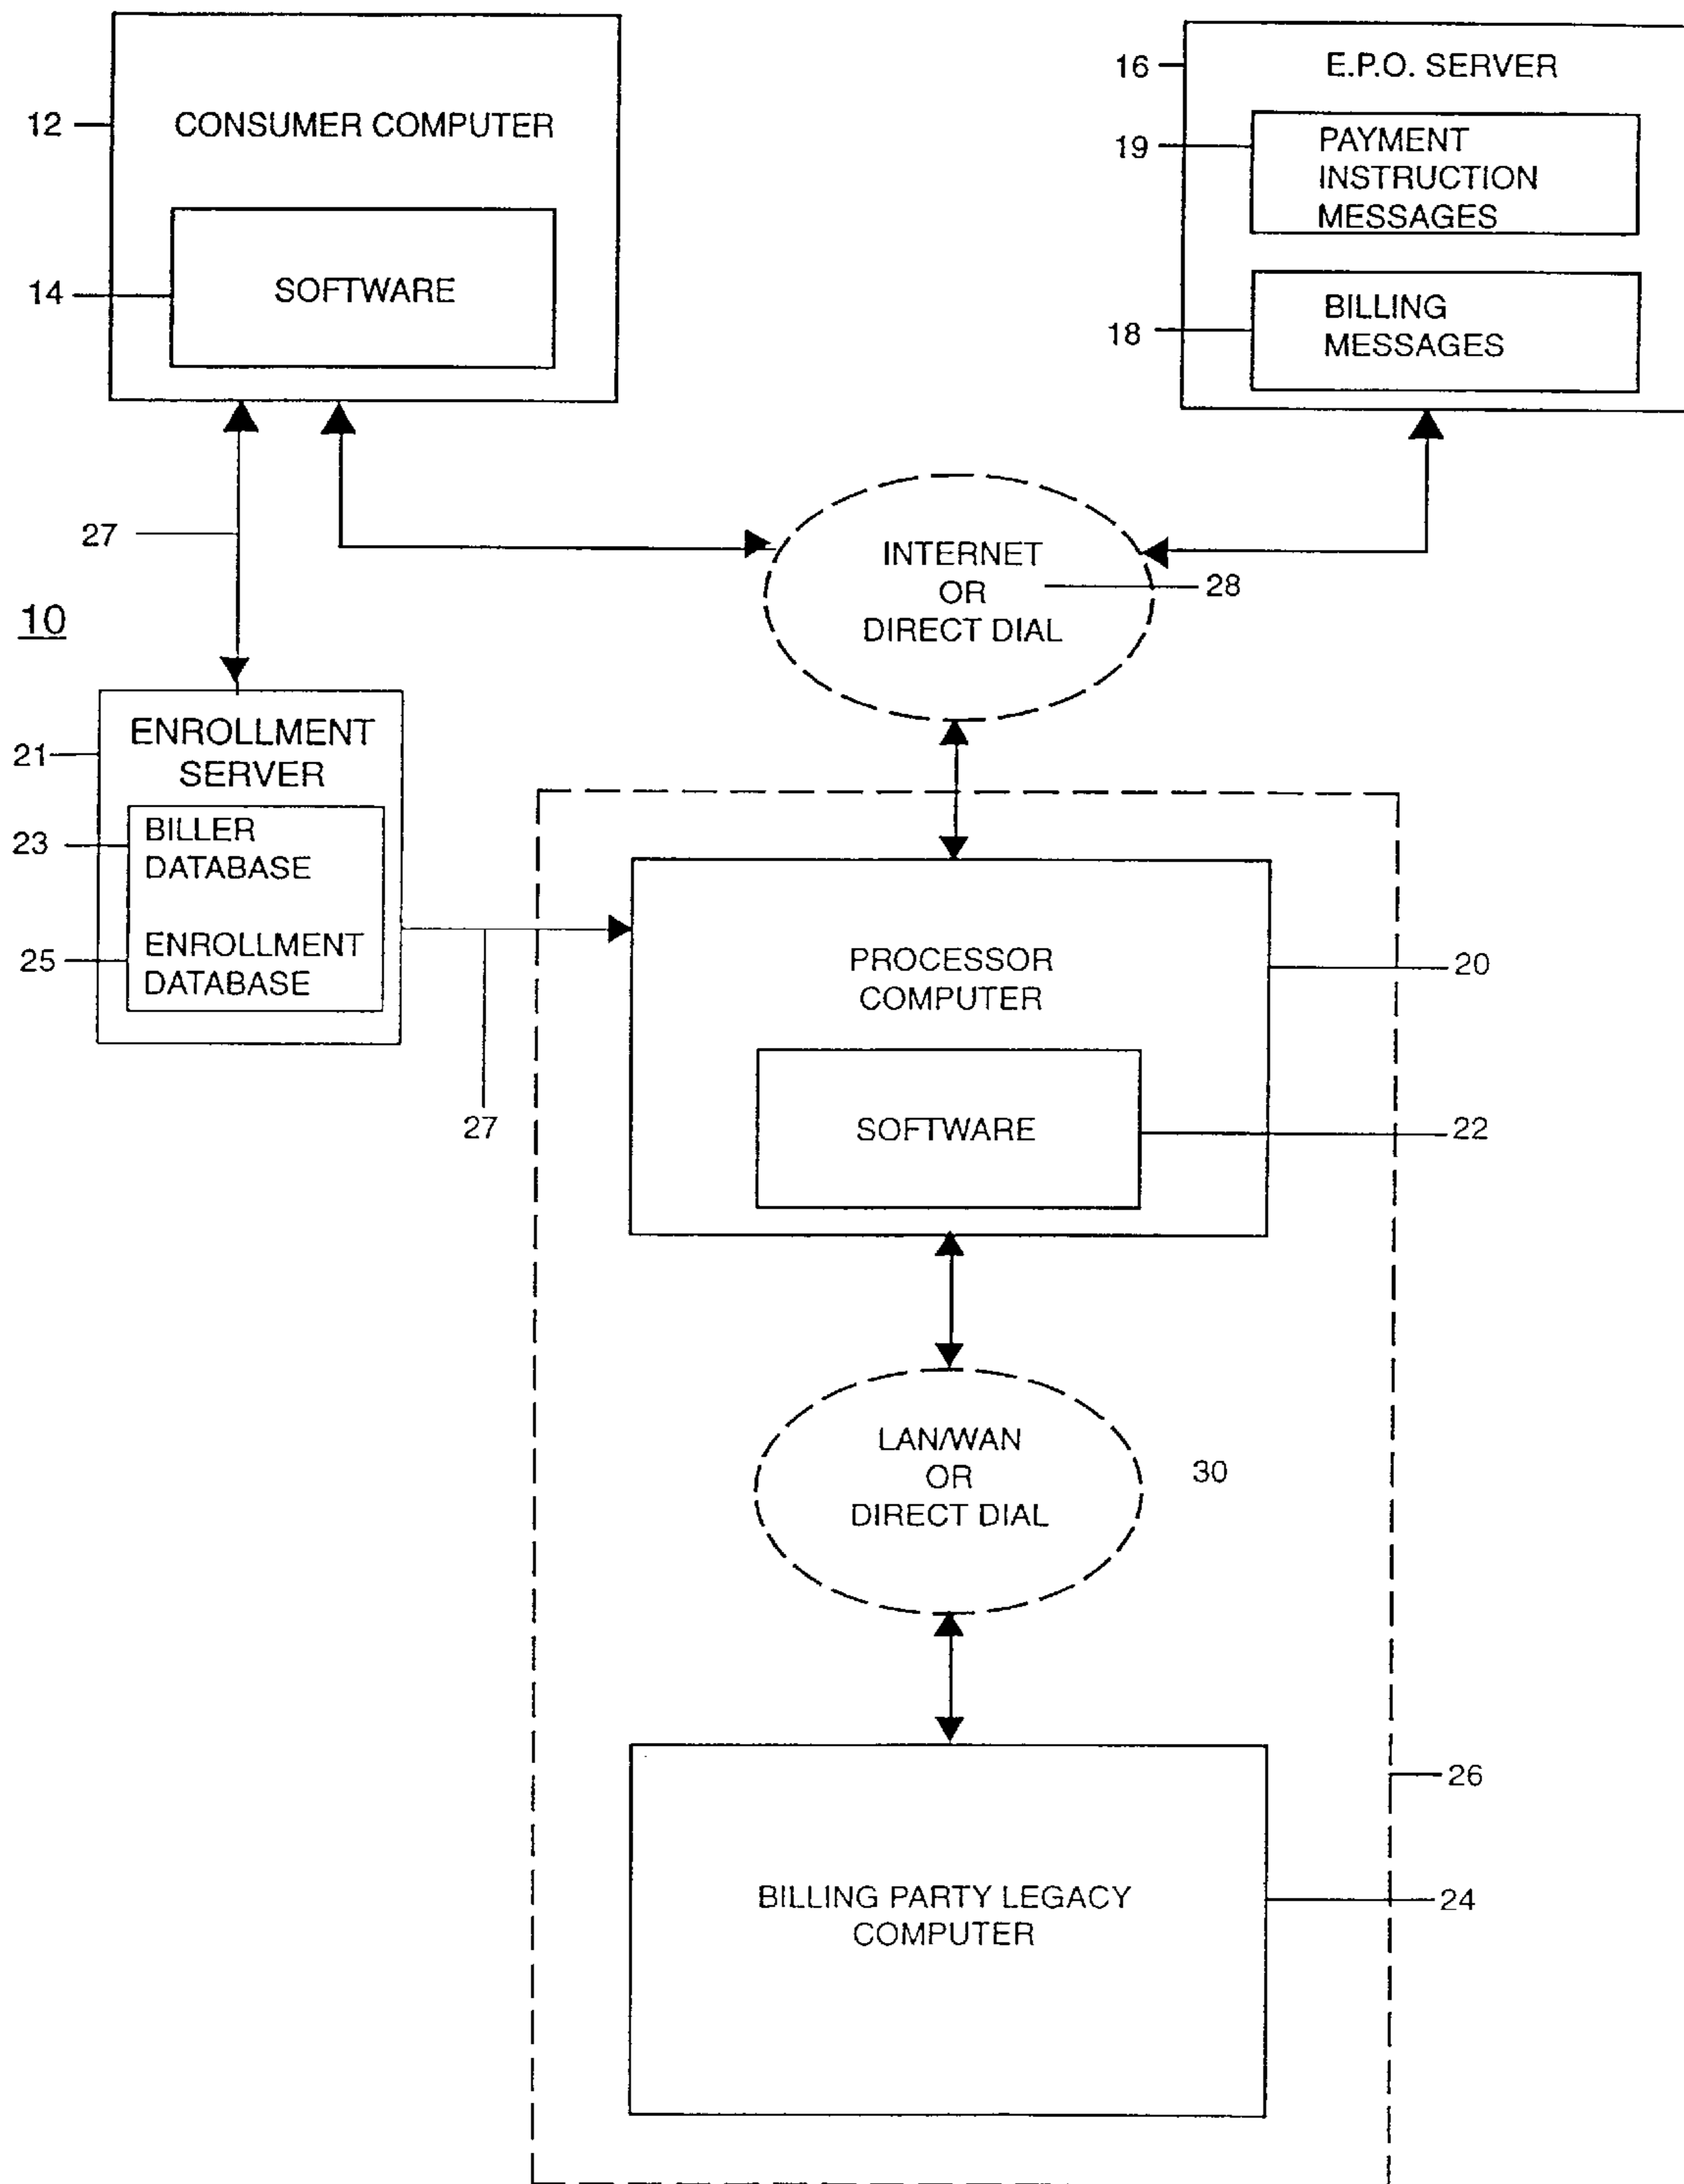 12
CONSUMER COMPUTER
14
SOFTWARE
16
E.P.O. SERVER
19
PAYMENT
INSTRUCTION
MESSAGES
18
BILLING
MESSAGES
27
10
INTERNET
OR
DIRECT DIAL
28
21
ENROLLMENT
SERVER
23
BILLER
DATABASE
25
ENROLLMENT
DATABASE
27
PROCESSOR
COMPUTER
20
SOFTWARE
22
LAN/WAN
OR
DIRECT DIAL
30
26
BILLING PARTY LEGACY
COMPUTER
24